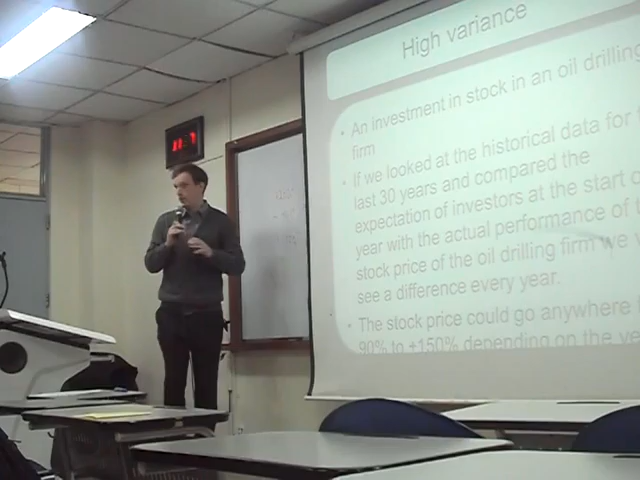 High variance
• An investment in stock in an oil drilling
firm
• If we looked at the historical data for
last 30 years and compared the
expectation of investors at the start o
year with the actual performance of
stock price of the oil drilling firm we
see a difference every year.
• The stock price could go anywhere
90% to +150% depending on the